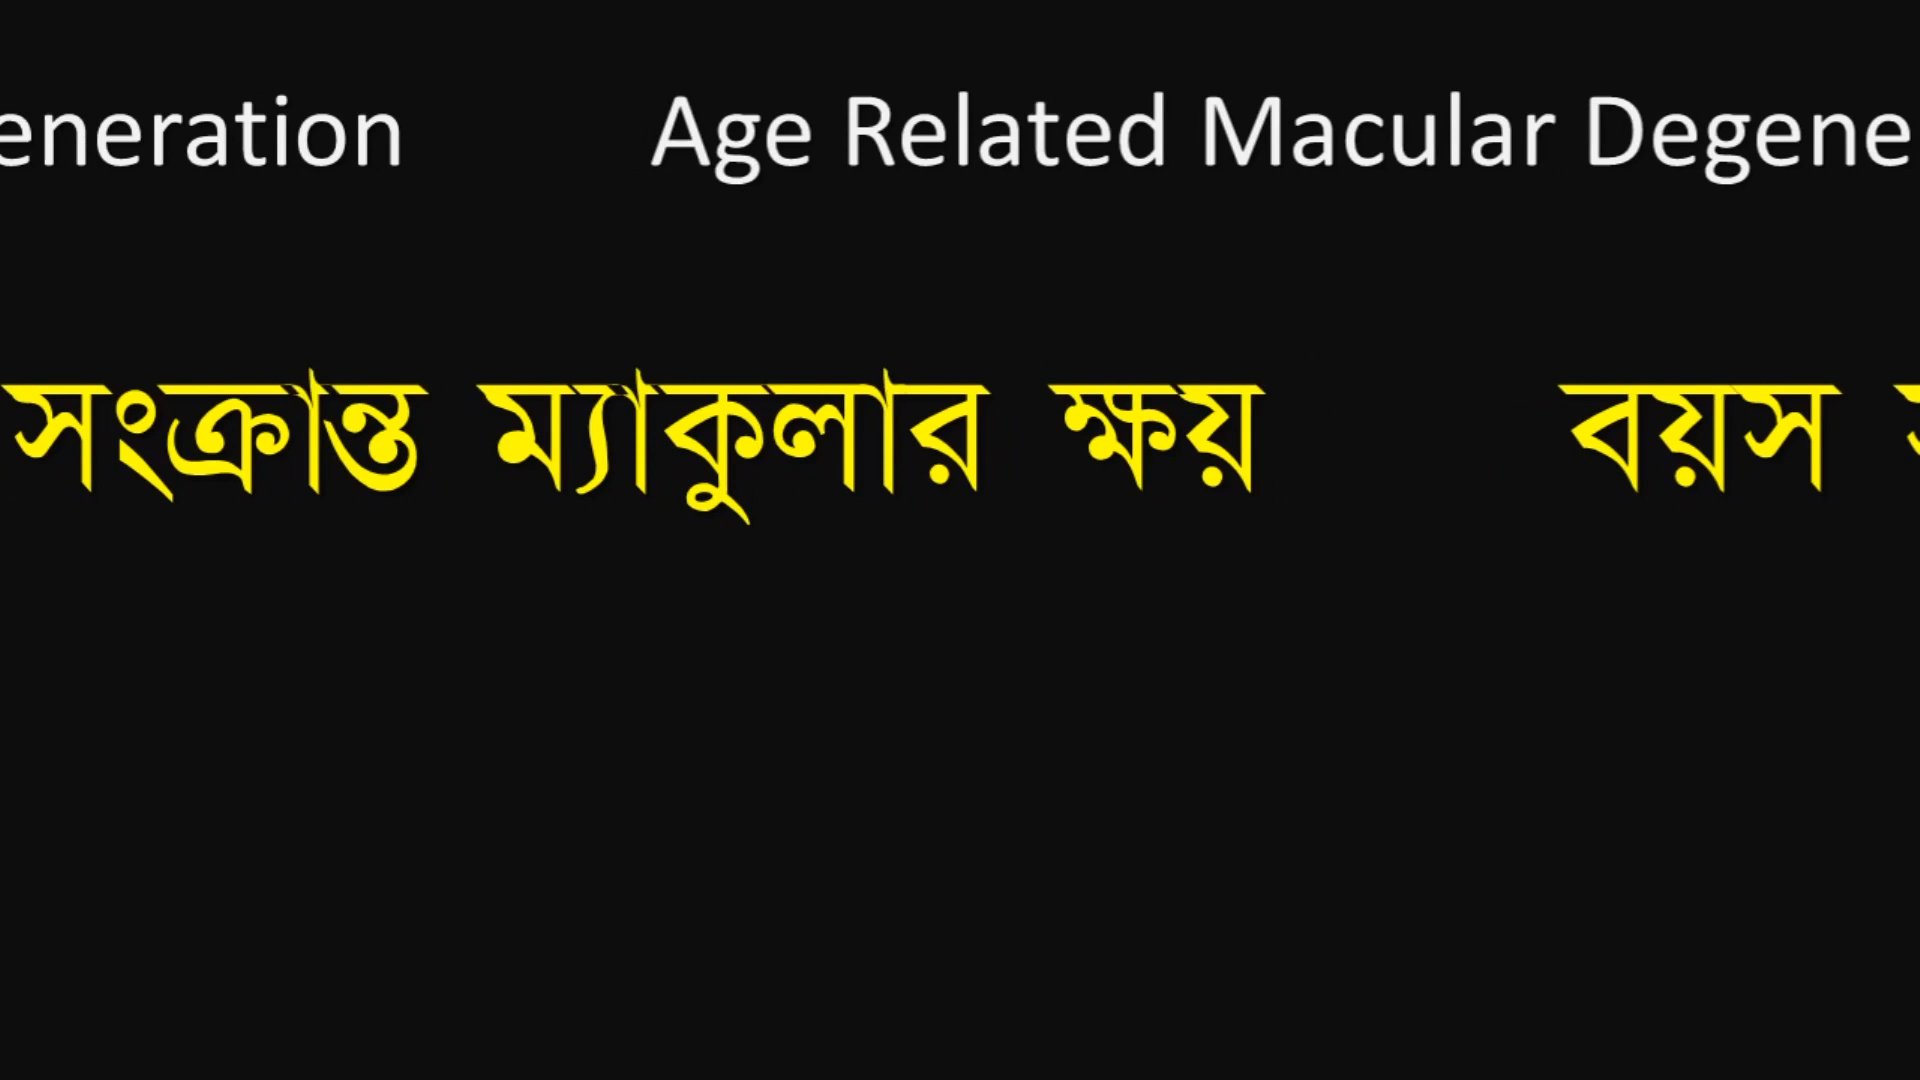 eneration Age Related Macular Degene
সংক্রান্ত ম্যাকুলার ক্ষয় বয়স